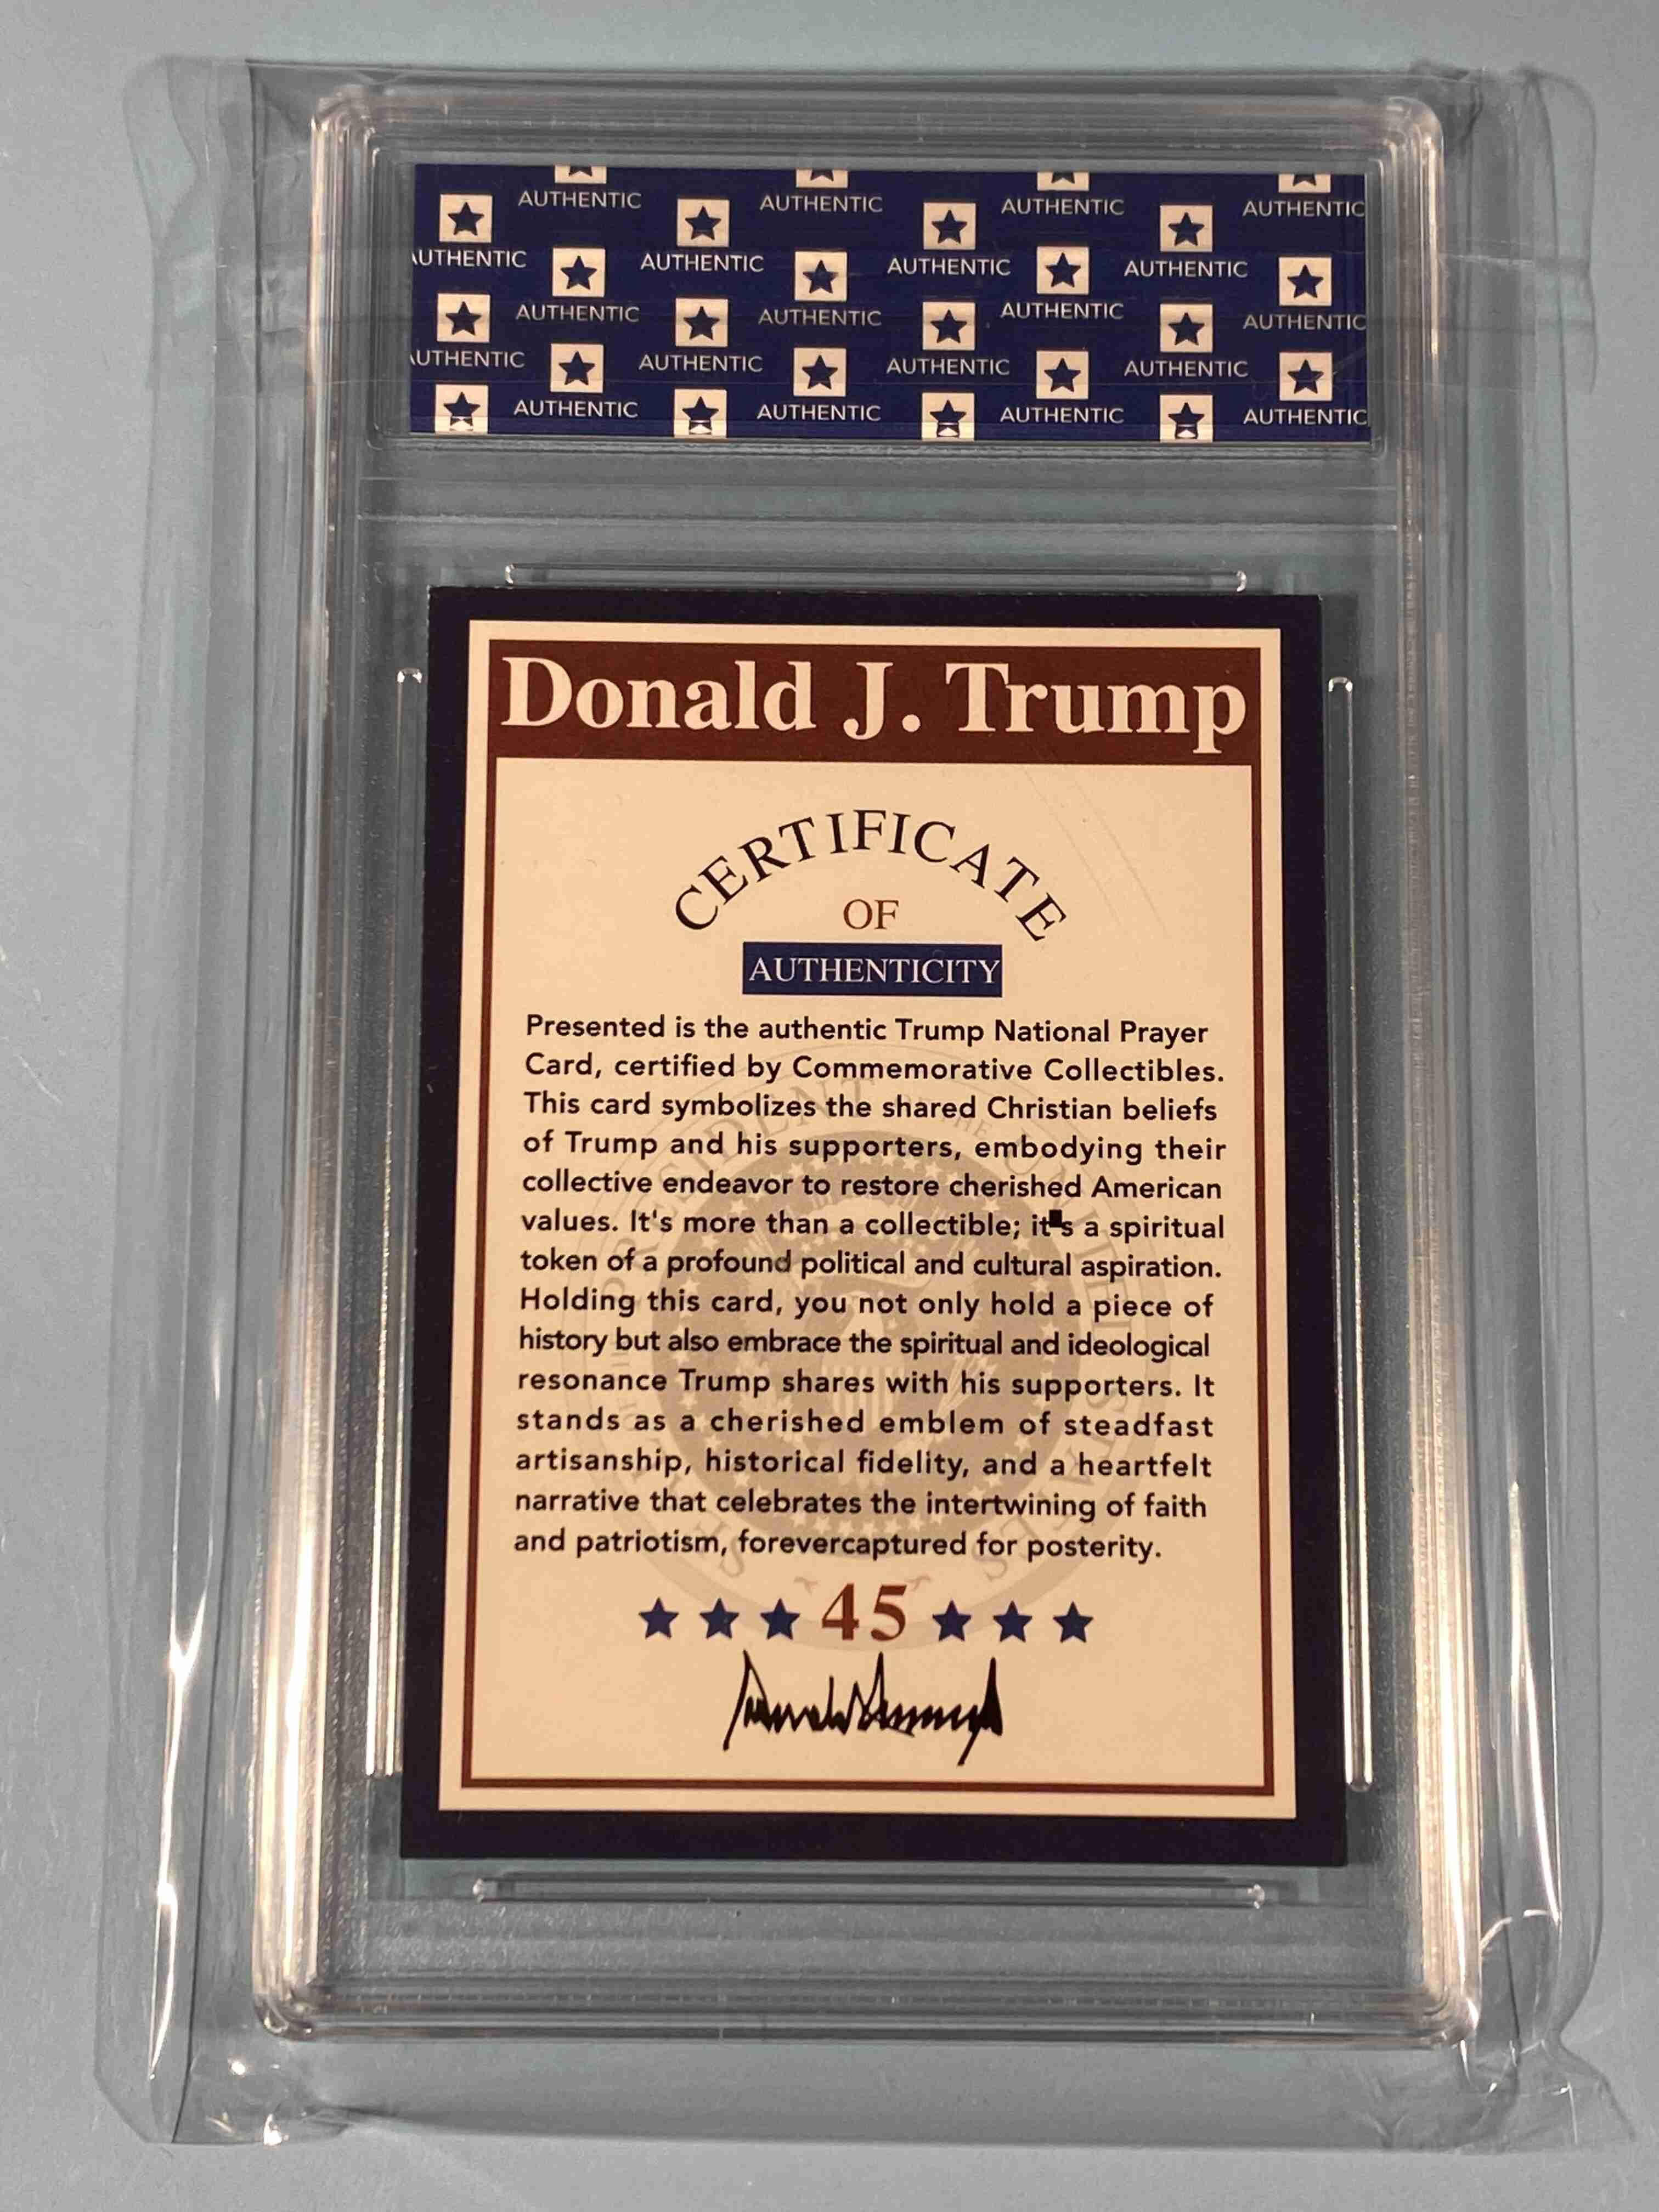 AUTHENTIC AUTHENTIC AUTHENTIC AUTHENTIC
UTHENTIC AUTHENTIC AUTHENTIC AUTHENTIC
AUTHENTIC AUTHENTIC AUTHENTIC AUTHENTIC
UTHENTIC AUTHENTIC AUTHENTIC AUTHENTIC
AUTHENTIC AUTHENTIC AUTHENTIC AUTHENTIC
Donald J. Trump
CERTIFICATE
OF
AUTHENTICITY
Presented is the authentic Trump National Prayer
Card, certified by Commemorative Collectibles.
This card symbolizes the shared Christian beliefs
of Trump and his supporters, embodying their
collective endeavor to restore cherished American
values. It's more than a collectible; it's a spiritual
token of a profound political and cultural aspiration.
Holding this card, you not only hold a piece of
history but also embrace the spiritual and ideological
resonance Trump shares with his supporters. It
stands as a cherished emblem of steadfast
artisanship, historical fidelity, and a heartfelt
narrative that celebrates the intertwining of faith
and patriotism, forevercaptured for posterity.
45